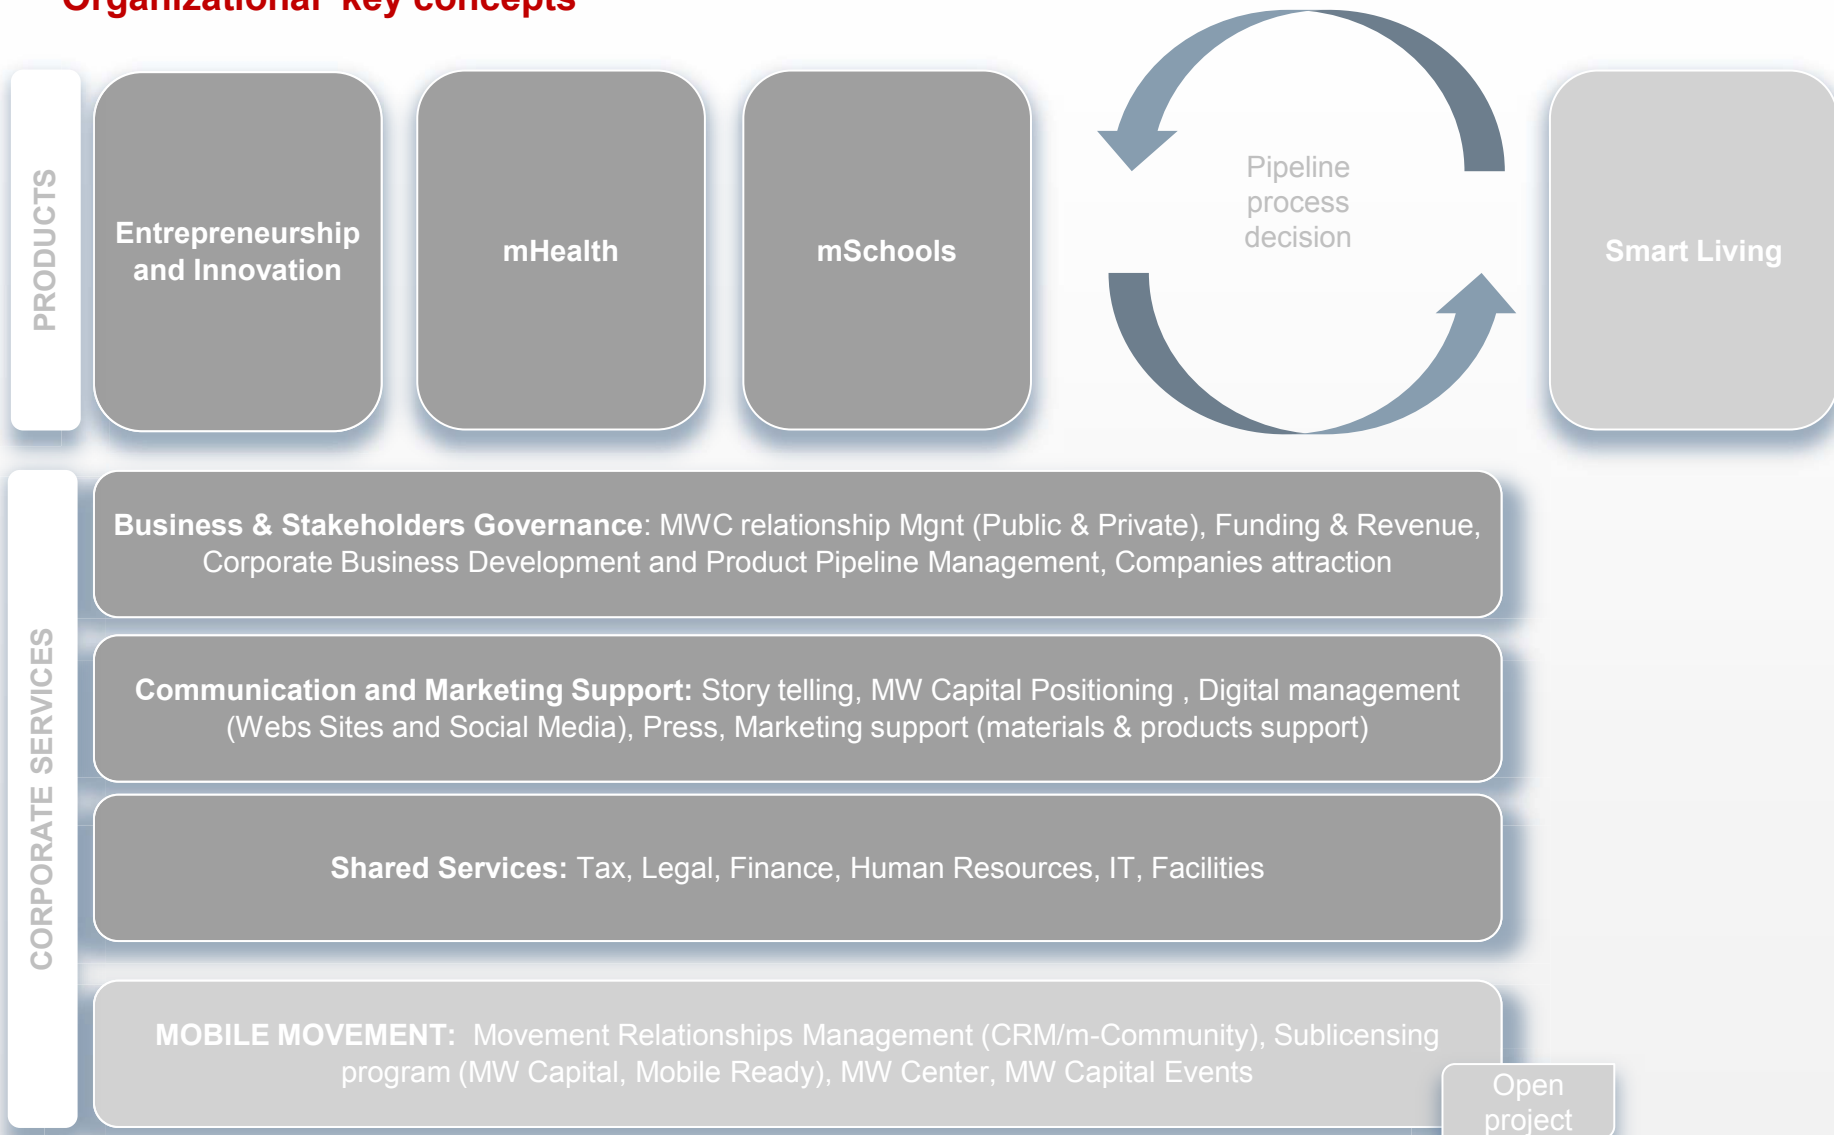 Organizational key concepts
PRODUCTS
Entrepreneurship
and Innovation
mHealth
mSchools
Pipeline
process
decision
Smart Living
CORPORATE SERVICES
Business & Stakeholders Governance: MWC relationship Mgnt (Public & Private), Funding & Revenue,
Corporate Business Development and Product Pipeline Management, Companies attraction
Communication and Marketing Support: Story telling, MW Capital Positioning , Digital management
(Webs Sites and Social Media), Press, Marketing support (materials & products support)
Shared Services: Tax, Legal, Finance, Human Resources, IT, Facilities
MOBILE MOVEMENT: Movement Relationships Management (CRM/m-Community), Sublicensing
program (MW Capital, Mobile Ready), MW Center, MW Capital Events
Open
project